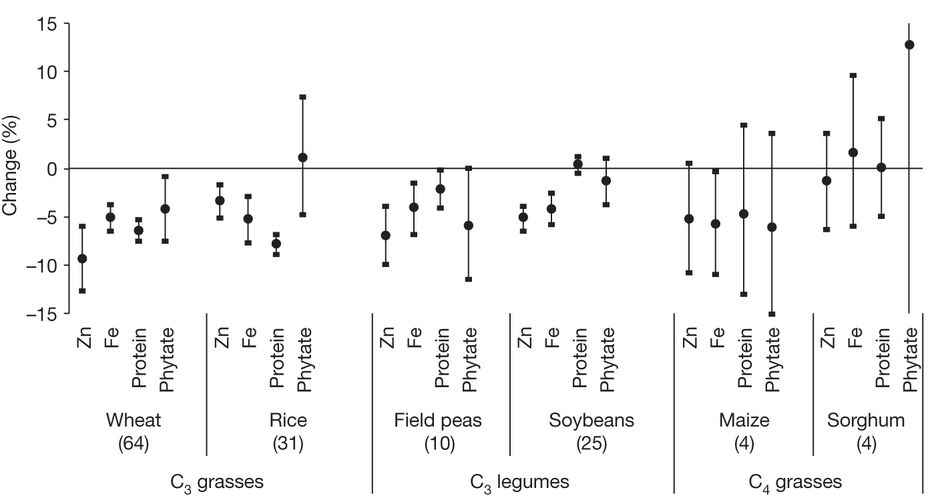 Change (%)
15
10
5
0
−5
−10
−15
Zn Fe Protein Phytate Zn Fe Protein Phytate Zn Fe Protein Phytate Zn Fe Protein Phytate Zn Fe Protein Phytate Zn Fe Protein Phytate
Wheat Rice Field peas Soybeans Maize Sorghum
(64) (31) (10) (25) (4) (4)
C₃ grasses C₃ legumes C₄ grasses